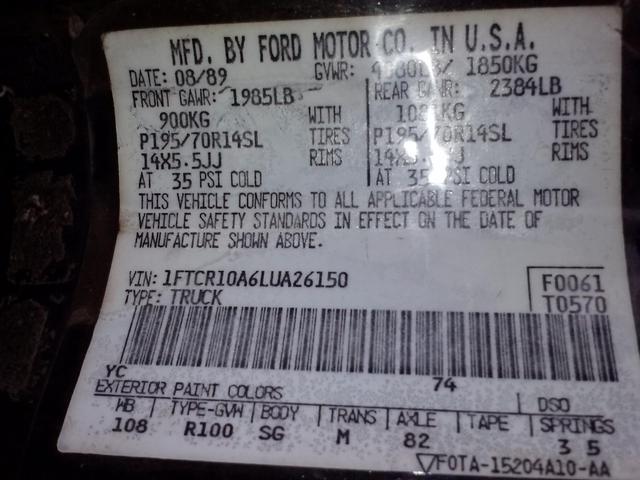 MFD. BY FORD MOTOR CO. IN U.S.A.
DATE: 08/89 GVWR: 1850KG
FRONT GAWR: 1985LB REAR GAWR: 2384LB
900KG WITH WITH
P195/70R14SL TIRES P195/70R14SL TIRES
14X5.5JJ RIMS 14X5.5JJ RIMS
AT 35 PSI COLD AT 35 PSI COLD
THIS VEHICLE CONFORMS TO ALL APPLICABLE FEDERAL MOTOR
VEHICLE SAFETY STANDARDS IN EFFECT ON THE DATE OF
MANUFACTURE SHOWN ABOVE.
VIN: 1FTCR10A6LUA26150 F0061
TYPE: TRUCK T0570
YC 74
EXTERIOR PAINT COLORS DSO
WB TYPE-GVW BODY TRANS AXLE TAPE SPRINGS
108 R100 SG M 82 3 5
F0TA-15204A10-AA